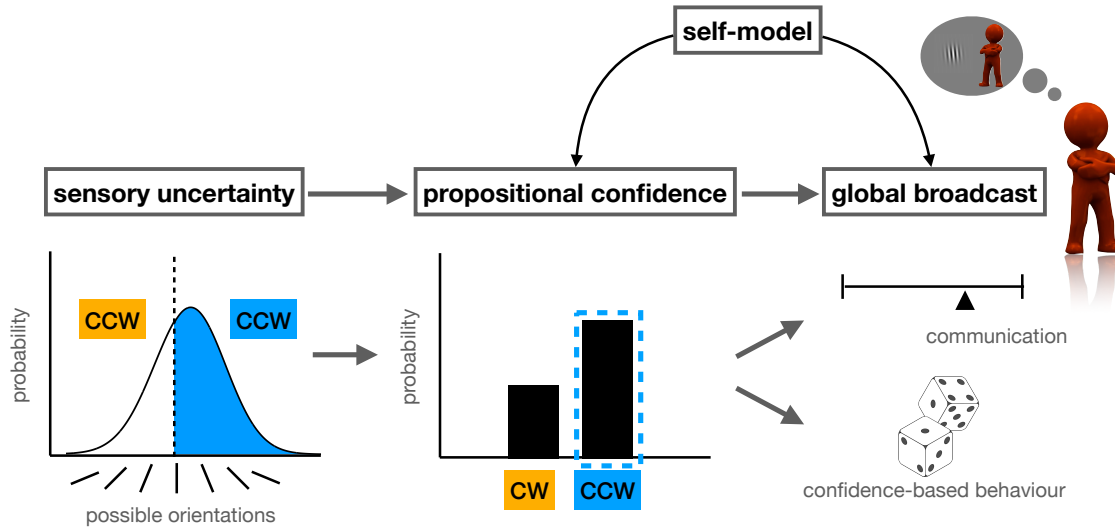 self-model
sensory uncertainty
propositional confidence
global broadcast
probability
CCW
CCW
possible orientations
probability
CW
CCW
communication
confidence-based behaviour